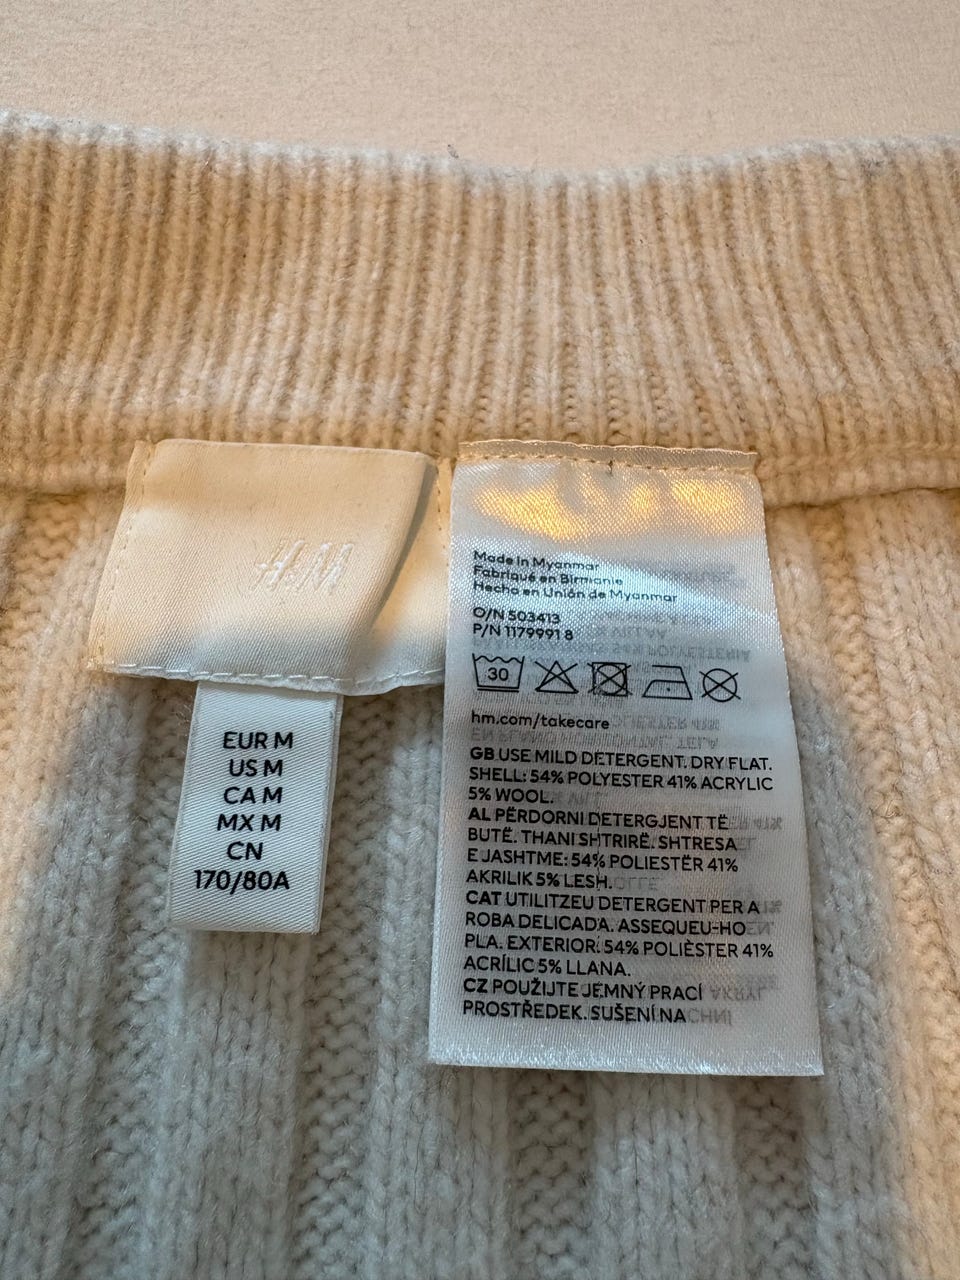 H&M
EUR M
US M
CA M
MX M
CN
170/80A
Made in Myanmar
Fabriqué en Birmanie
Hecho en Unión de Myanmar
O/N 503413
P/N 1179991 8
30
hm.com/takecare
GB USE MILD DETERGENT. DRY FLAT.
SHELL: 54% POLYESTER 41% ACRYLIC
5% WOOL.
AL PËRDORNI DETERGJENT TË
BUTË. THANI SHTRIRË. SHTRESA
E JASHTME: 54% POLIESTËR 41%
AKRILIK 5% LESH.
CAT UTILITZEU DETERGENT PER A
ROBA DELICADA. ASSEQUEU-HO
PLA. EXTERIOR: 54% POLIÈSTER 41%
ACRÍLIC 5% LLANA.
CZ POUŽIJTE JEMNÝ PRACÍ
PROSTŘEDEK. SUŠENÍ NA